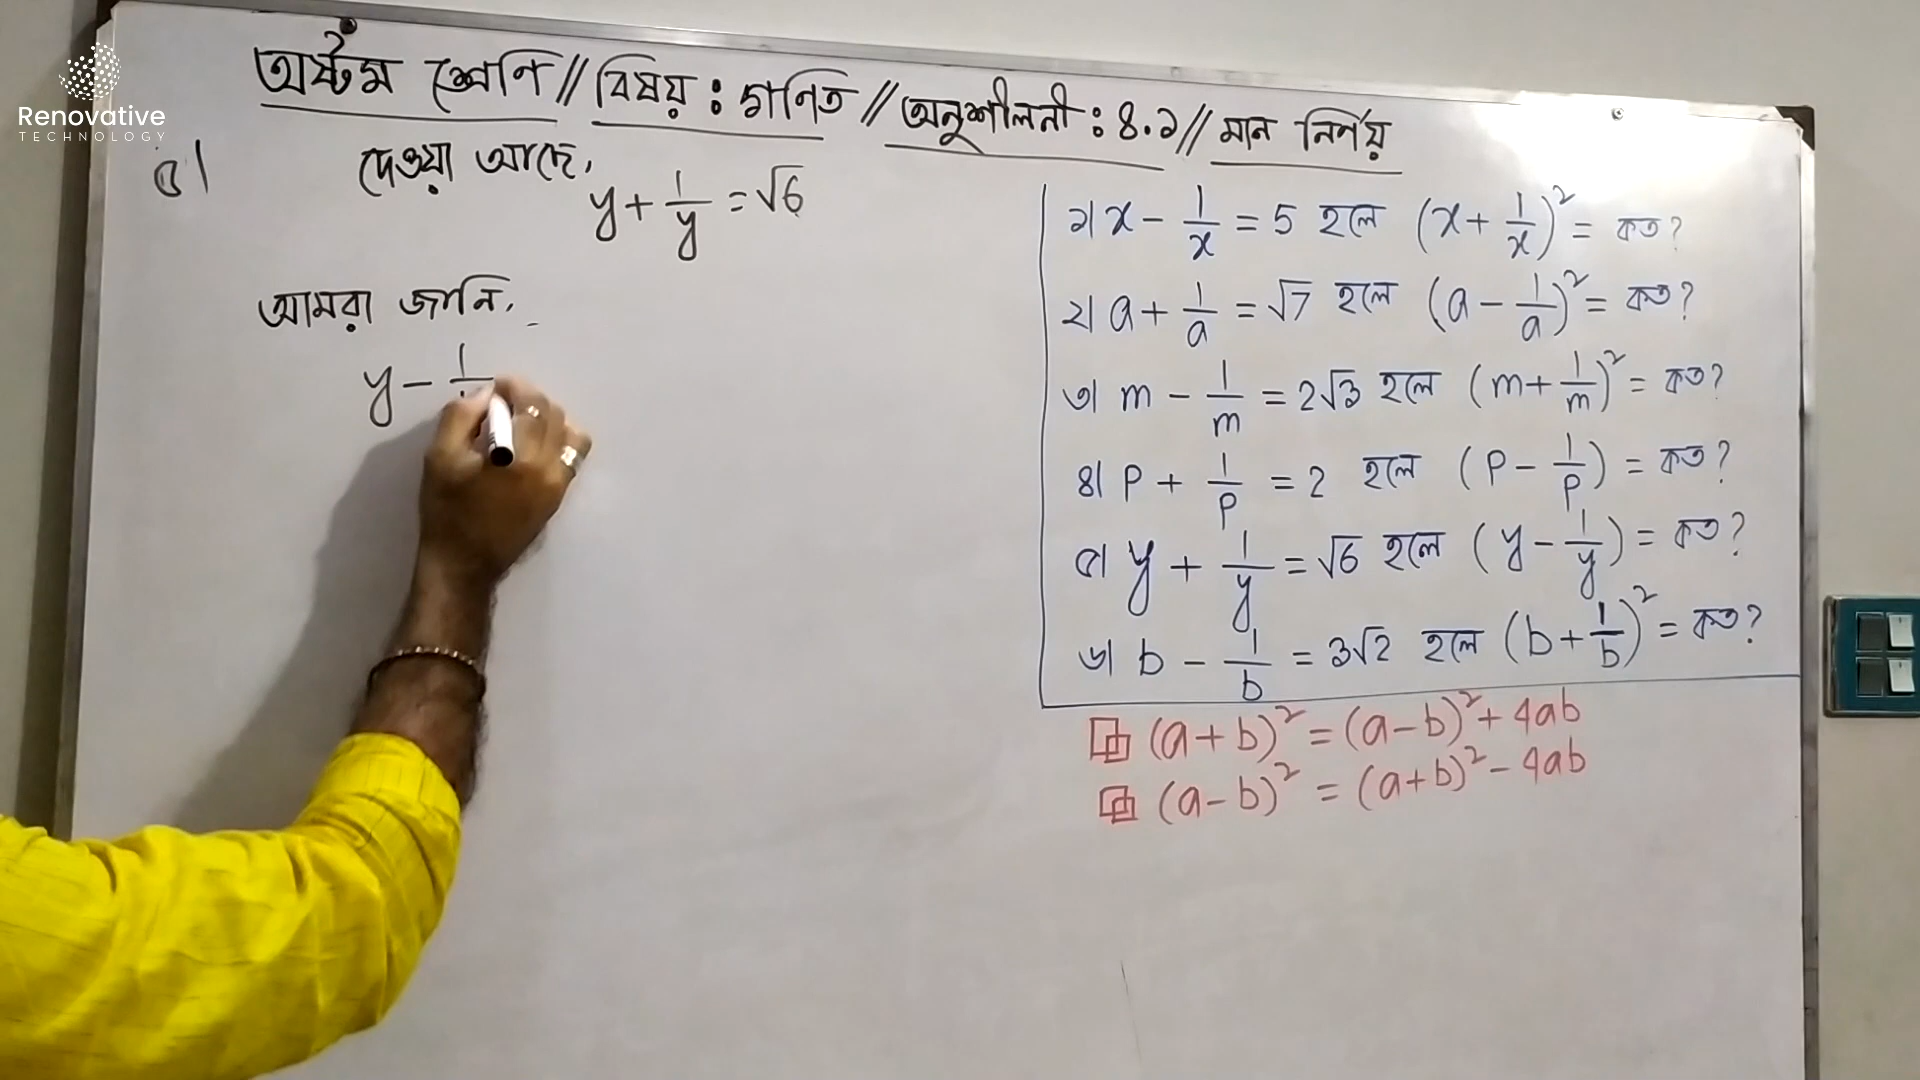 Renovative
TECHNOLOGY
অষ্টম শ্রেণি // বিষয় : গণিত // অনুশীলনী : ৪.১ // মান নির্ণয়
৫। দেওয়া আছে,
y + 1/y = √6
আমরা জানি,
y - 1/
১। x - 1/x = 5 হলে (x + 1/x)² = কত?
২। a + 1/a = √7 হলে (a - 1/a)² = কত?
৩। m - 1/m = 2√3 হলে (m + 1/m)² = কত?
৪। P + 1/P = 2 হলে (P - 1/P) = কত?
৫। y + 1/y = √6 হলে (y - 1/y) = কত?
৬। b - 1/b = 3√2 হলে (b + 1/b)² = কত?
(a + b)² = (a - b)² + 4ab
(a - b)² = (a + b)² - 4ab